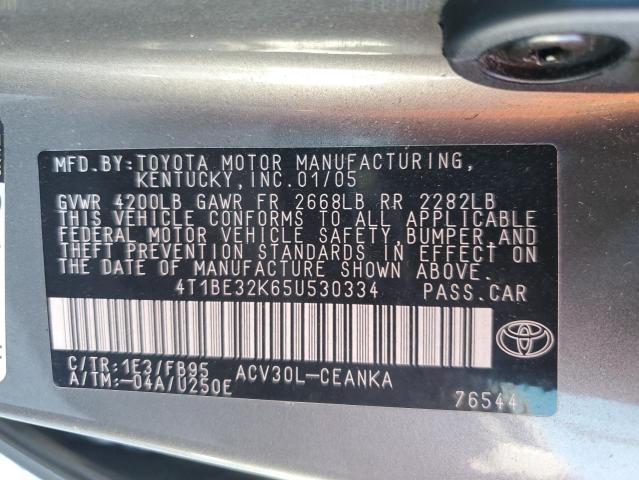 MFD.BY:TOYOTA MOTOR MANUFACTURING,
KENTUCKY,INC.01/05
GVWR 4200LB GAWR FR 2668LB RR 2282LB
THIS VEHICLE CONFORMS TO ALL APPLICABLE
FEDERAL MOTOR VEHICLE SAFETY,BUMPER,AND
THEFT PREVENTION STANDARDS IN EFFECT ON
THE DATE OF MANUFACTURE SHOWN ABOVE.
4T1BE32K65U530334 PASS.CAR
C/TR:1E3/FB95 ACV30L-CEANKA
A/TM:-04A/U250E
76544